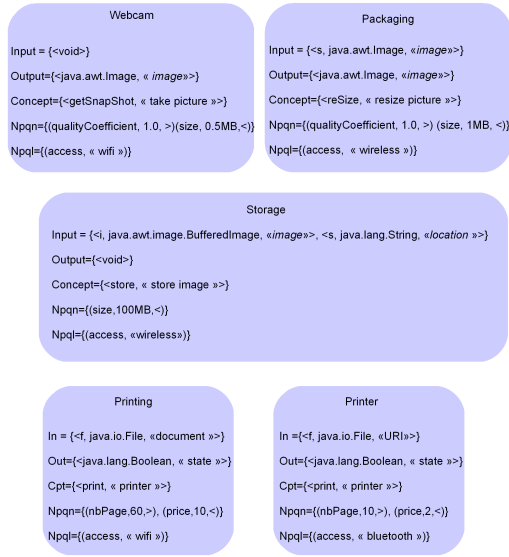 Webcam
Input = {<void>}
Output={<java.awt.Image, « image»>}
Concept={<getSnapShot, « take picture »>}
Npqn={(qualityCoefficient, 1.0, >)(size, 0.5MB,<)}
Npql={(access, « wifi »)}
Packaging
Input = {<s, java.awt.Image, «image»>}
Output={<java.awt.Image, «image»>}
Concept={<reSize, « resize picture »>}
Npqn={(qualityCoefficient, 1.0, >) (size, 1MB, <)}
Npql={(access,  « wireless »)}
Storage
Input = {<i, java.awt.image.BufferedImage, «image»>, <s, java.lang.String, «location »>}
Output={<void>}
Concept={<store, « store image »>}
Npqn={(size,100MB,<)}
Npql={(access, «wireless»)}
Printing
In = {<f, java.io.File, «document »>}
Out={<java.lang.Boolean, « state »>}
Cpt={<print, « printer »>}
Npqn={(nbPage,60,>), (price,10,<)}
Npql={(access, « wifi »)}
Printer
In ={<f, java.io.File, «URI»>}
Out={<java.lang.Boolean, « state »>}
Cpt={<print, « printer »>}
Npqn={(nbPage,10,>), (price,2,<)}
Npql={(access, « bluetooth »)}